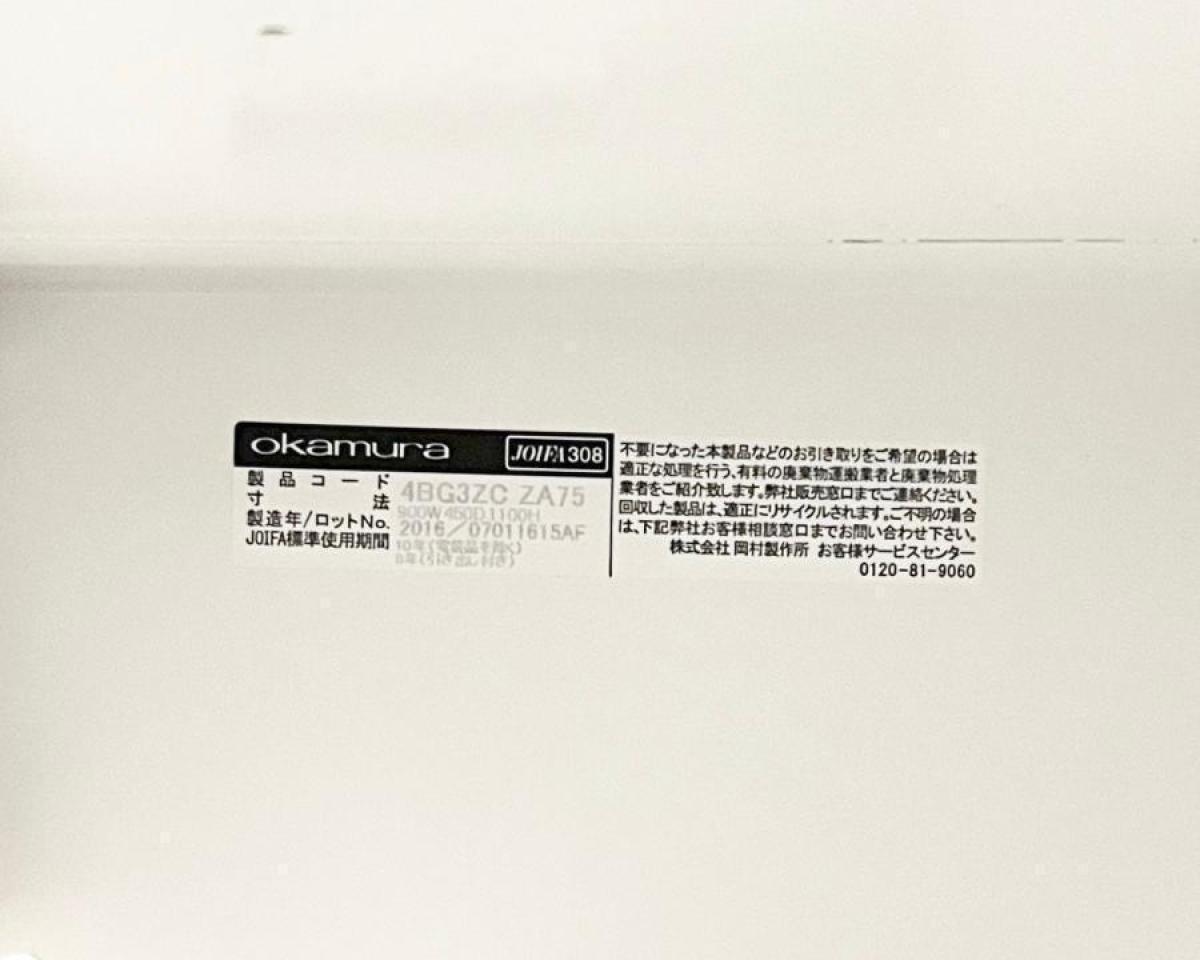 okamura JOIFA308
製品コード 4BG3ZC ZA75
寸法 900W450D1100H
製造年/ロットNo. 2016/07011615AF
JOIFA標準使用期間 10年(電装品を除く)
8年(引き出し付き)
不要になった本製品などのお引き取りをご希望の場合は
適正な処理を行う、有料の廃棄物運搬業者と廃棄物処理
業者をご紹介致します。弊社販売窓口までご連絡ください。
回収した製品は、適正にリサイクルされます。ご不明の場合
は、下記弊社お客様相談窓口までお問い合わせ下さい。
株式会社 岡村製作所 お客様サービスセンター
0120-81-9060